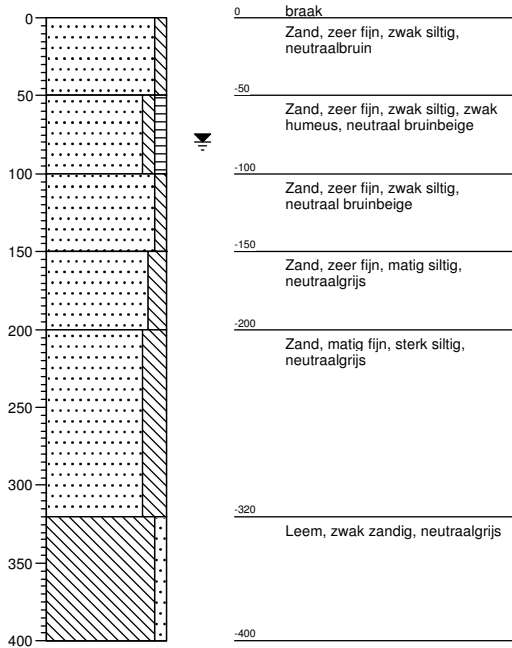 0
50
100
150
200
250
300
350
400
0
braak
Zand, zeer fijn, zwak siltig,
neutraalbruin
-50
Zand, zeer fijn, zwak siltig, zwak
humeus, neutraal bruinbeige
-100
Zand, zeer fijn, zwak siltig,
neutraal bruinbeige
-150
Zand, zeer fijn, matig siltig,
neutraalgrijs
-200
Zand, matig fijn, sterk siltig,
neutraalgrijs
-320
Leem, zwak zandig, neutraalgrijs
-400